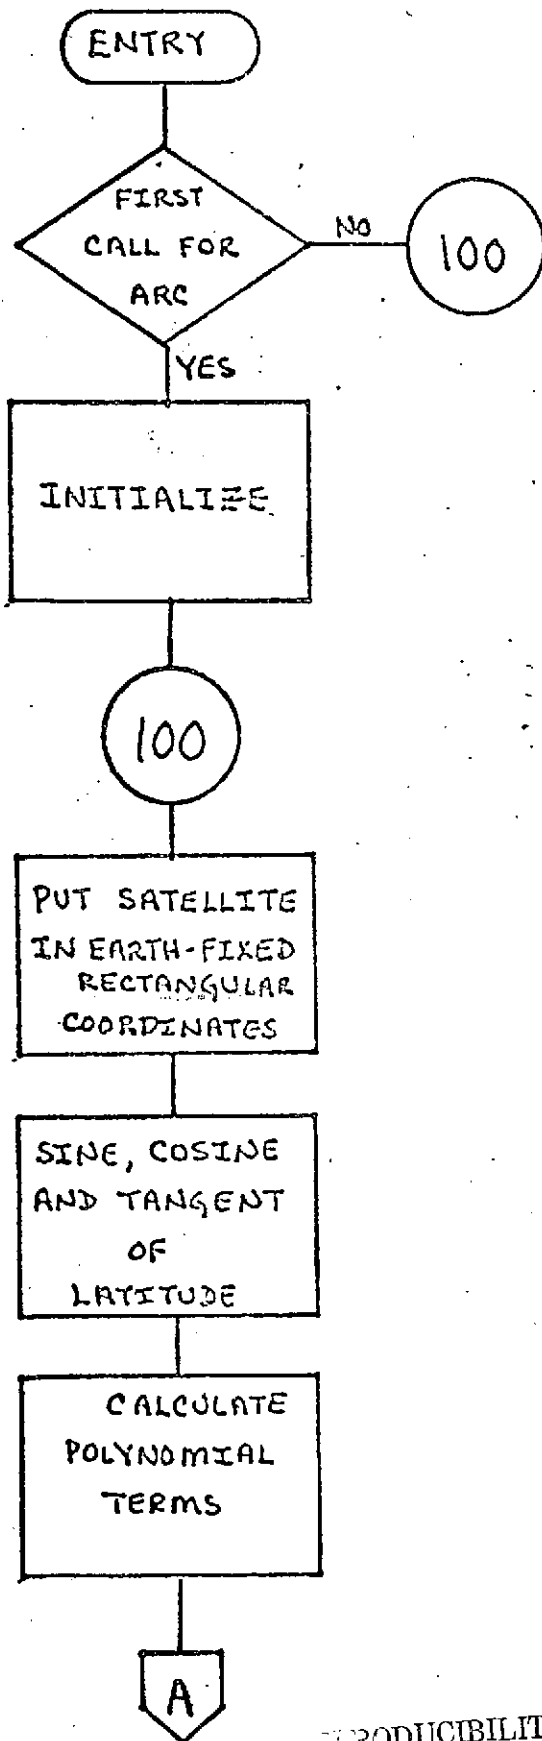 ENTRY
FIRST
CALL FOR
ARC
NO
100
YES
INITIALIZE
100
PUT SATELLITE
IN EARTH-FIXED
RECTANGULAR
COORDINATES
SINE, COSINE
AND TANGENT
OF
LATITUDE
CALCULATE
POLYNOMIAL
TERMS
A